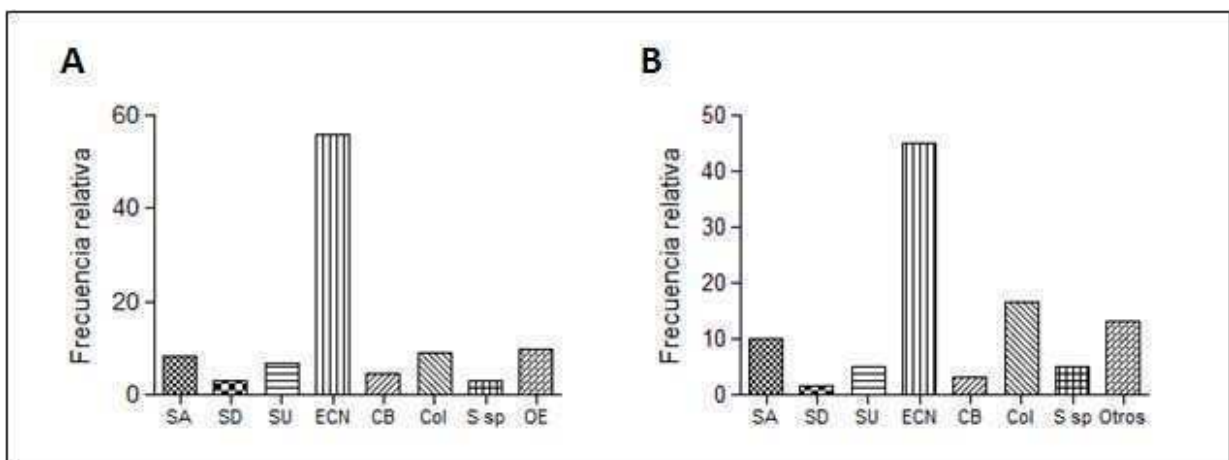 A
Frecuencia relativa
60
40
20
0
SA SD SU ECN CB Col S sp OE
B
Frecuencia relativa
50
40
30
20
10
0
SA SD SU ECN CB Col S sp Otros